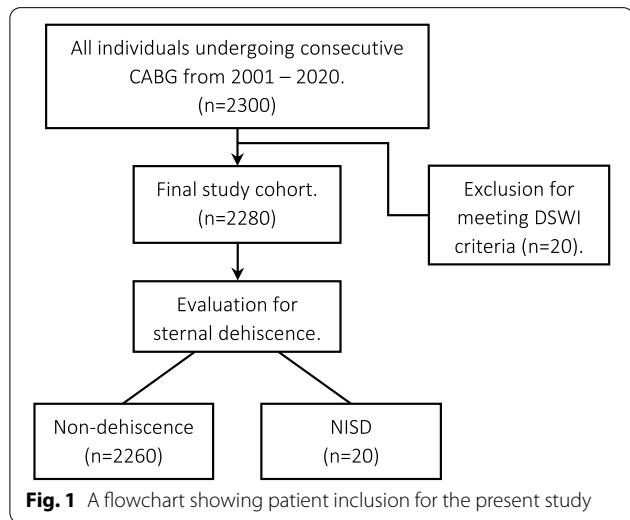 All individuals undergoing consecutive
CABG from 2001 – 2020.
(n=2300)
Final study cohort.
(n=2280)
Exclusion for
meeting DSWI
criteria (n=20).
Evaluation for
sternal dehiscence.
Non-dehiscence
(n=2260)
NISD
(n=20)
Fig. 1 A flowchart showing patient inclusion for the present study